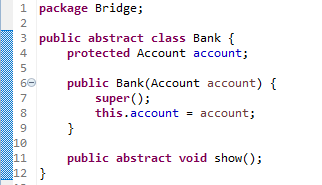 1 package Bridge;
2
3 public abstract class Bank {
4     protected Account account;
5
6     public Bank(Account account) {
7         super();
8         this.account = account;
9     }
10
11     public abstract void show();
12 }